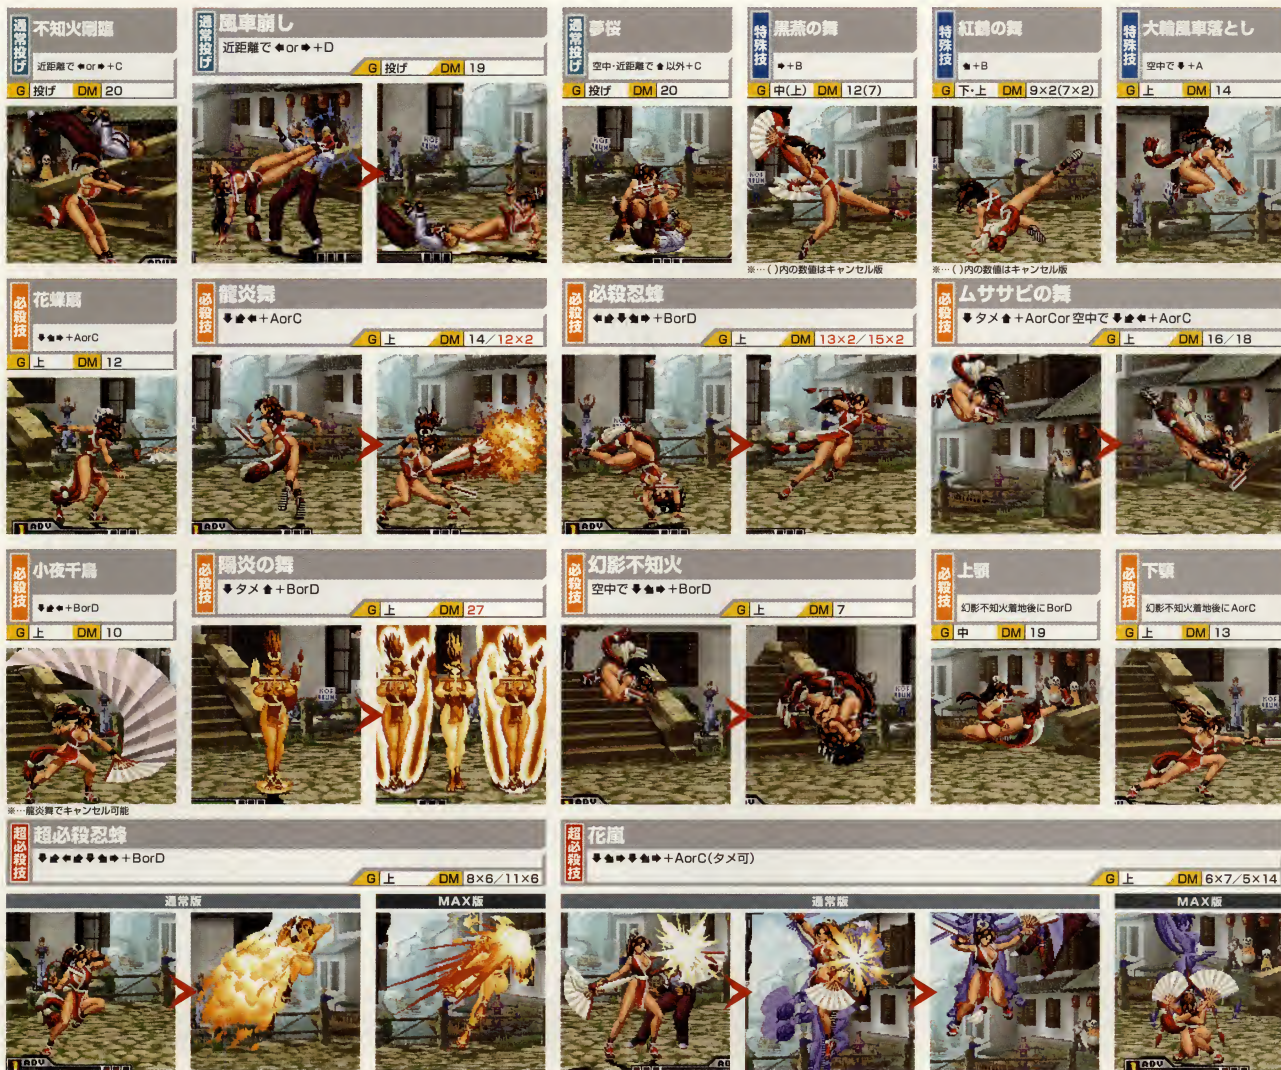 通常投げ
不知火剛臨
近距離で ⬅or➡+C
G 投げ DM 20
通常投げ
風車崩し
近距離で ⬅or➡+D
G 投げ DM 19
通常投げ
夢桜
空中・近距離で ⬆以外+C
G 投げ DM 20
特殊技
黒燕の舞
➡+B
G 中(上) DM 12(7)
※…( )内の数値はキャンセル版
特殊技
紅鶴の舞
⬊+B
G 下・上 DM 9×2(7×2)
※…( )内の数値はキャンセル版
特殊技
大輪風車落とし
空中で ⬇+A
G 上 DM 14
必殺技
花蝶扇
⬇⬊➡+AorC
G 上 DM 12
必殺技
龍炎舞
⬇⬋⬅+AorC
G 上 DM 14/12×2
必殺技
必殺忍蜂
⬅⬋⬇⬊➡+BorD
G 上 DM 13×2/15×2
必殺技
ムササビの舞
⬇タメ⬆+AorCor 空中で ⬇⬋⬅+AorC
G 上 DM 16/18
必殺技
小夜千鳥
⬇⬋⬅+BorD
G 上 DM 10
※…龍炎舞でキャンセル可能
必殺技
陽炎の舞
⬇タメ⬆+BorD
G 上 DM 27
必殺技
幻影不知火
空中で ⬇⬊➡+BorD
G 上 DM 7
必殺技
上顎
幻影不知火着地後にBorD
G 中 DM 19
必殺技
下顎
幻影不知火着地後にAorC
G 上 DM 13
超必殺技
超必殺忍蜂
⬇⬋⬅⬋⬇⬊➡+BorD
G 上 DM 8×6/11×6
通常版
MAX版
超必殺技
花嵐
⬇⬊➡⬇⬊➡+AorC(タメ可)
G 上 DM 6×7/5×14
通常版
MAX版